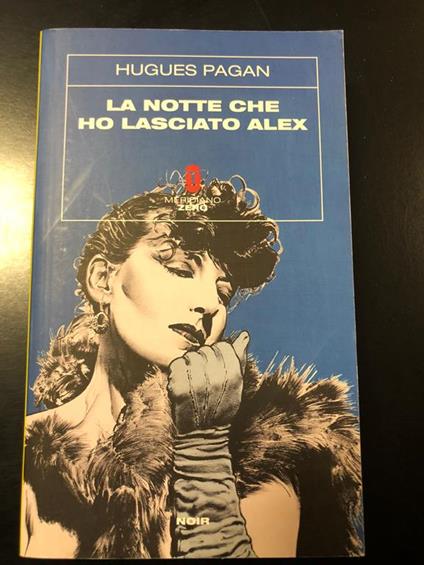 HUGUES PAGAN
LA NOTTE CHE
HO LASCIATO ALEX
MERIDIANO
ZERO
NOIR